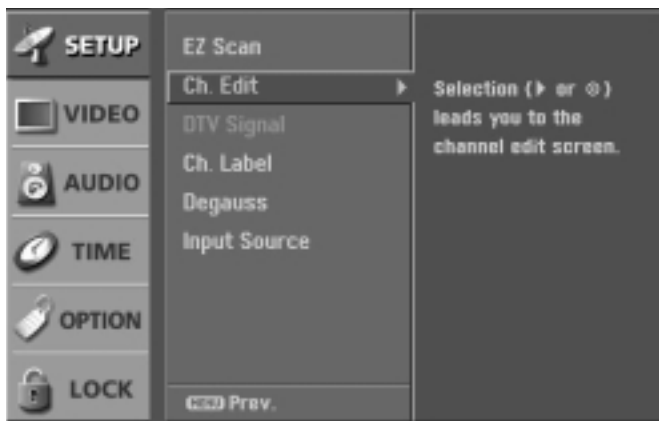 SETUP
VIDEO
AUDIO
TIME
OPTION
LOCK
EZ Scan
Ch. Edit
DTV Signal
Ch. Label
Degauss
Input Source
MENU Prev.
Selection (▶ or ⊙)
leads you to the
channel edit screen.